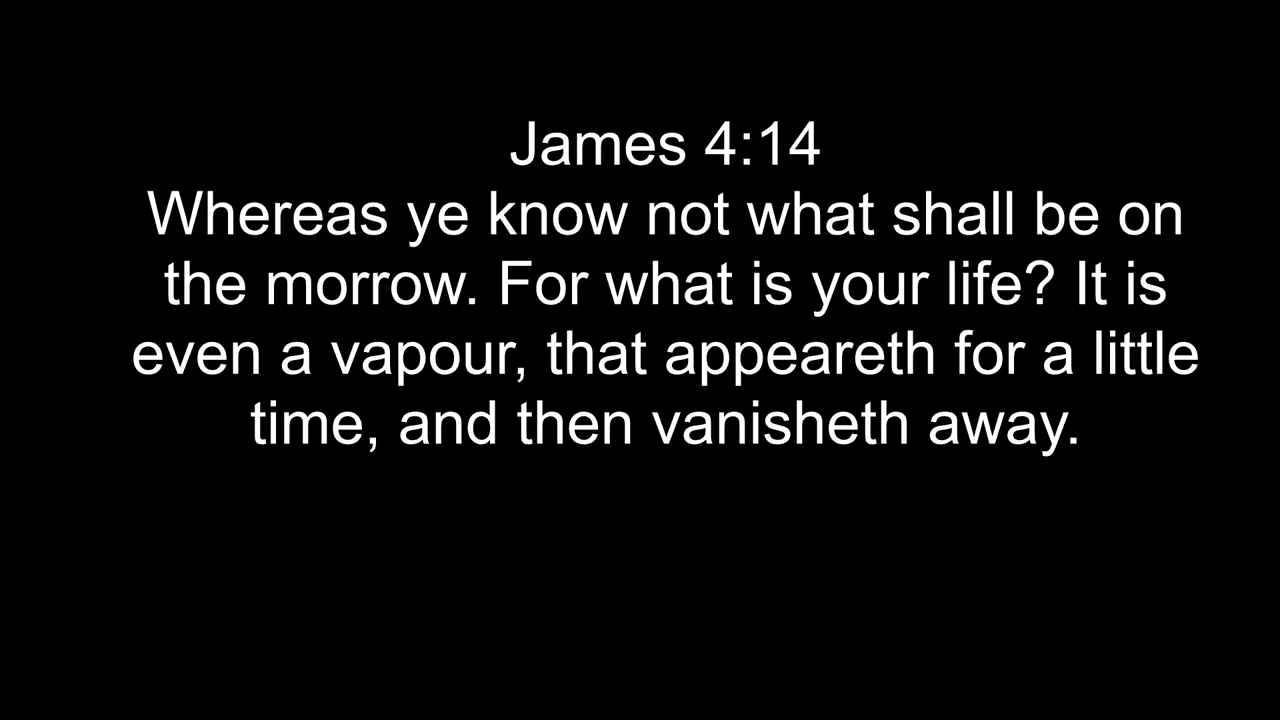 James 4:14
Whereas ye know not what shall be on
the morrow. For what is your life? It is
even a vapour, that appeareth for a little
time, and then vanisheth away.